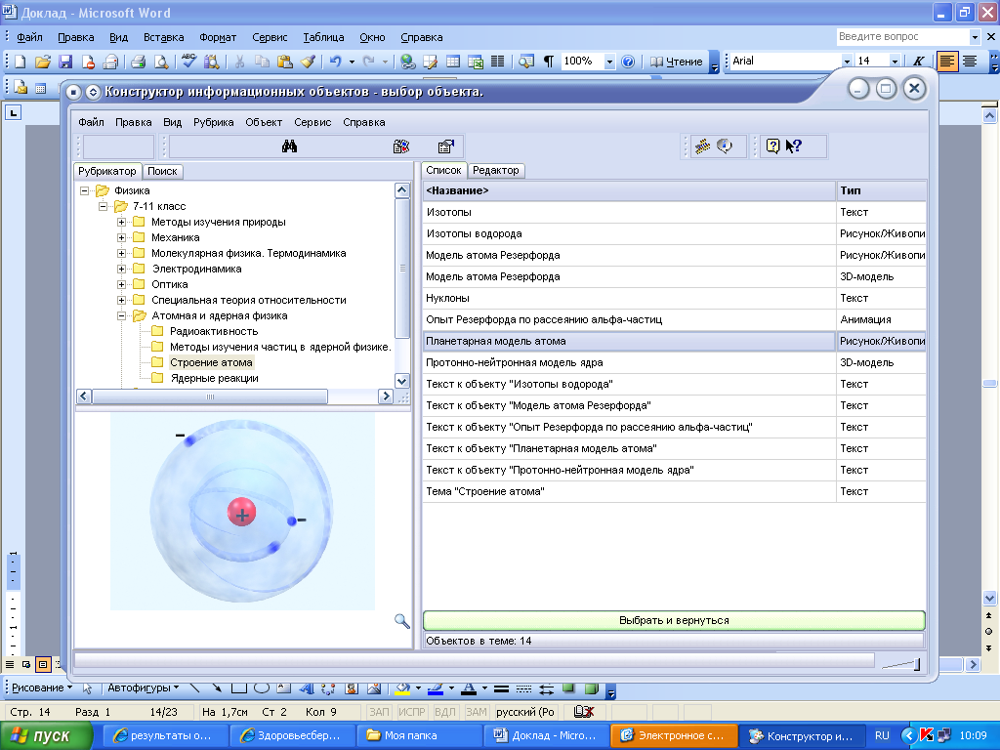 Доклад - Microsoft Word
Файл Правка Вид Вставка Формат Сервис Таблица Окно Справка Введите вопрос
100% Чтение Arial 14 К
Конструктор информационных объектов - выбор объекта.
Файл Правка Вид Рубрика Объект Сервис Справка
Рубрикатор Поиск
Физика
7-11 класс
Методы изучения природы
Механика
Молекулярная физика. Термодинамика
Электродинамика
Оптика
Специальная теория относительности
Атомная и ядерная физика
Радиоактивность
Методы изучения частиц в ядерной физике.
Строение атома
Ядерные реакции
- + -
Список Редактор
<Название> Тип
Изотопы Текст
Изотопы водорода Рисунок/Живопи
Модель атома Резерфорда Рисунок/Живопи
Модель атома Резерфорда 3D-модель
Нуклоны Текст
Опыт Резерфорда по рассеянию альфа-частиц Анимация
Планетарная модель атома Рисунок/Живопи
Протонно-нейтронная модель ядра 3D-модель
Текст к объекту "Изотопы водорода" Текст
Текст к объекту "Модель атома Резерфорда" Текст
Текст к объекту "Опыт Резерфорда по рассеянию альфа-частиц" Текст
Текст к объекту "Планетарная модель атома" Текст
Текст к объекту "Протонно-нейтронная модель ядра" Текст
Тема "Строение атома" Текст
Выбрать и вернуться
Объектов в теме: 14
Рисование Автофигуры
Стр. 14 Разд 1 14/23 На 1,7см Ст 2 Кол 9 ЗАП ИСПР ВДЛ ЗАМ русский (Ро
пуск результаты о... Здоровьесбер... Моя папка Доклад - Micros... Электронное с... Конструктор и... RU 10:09